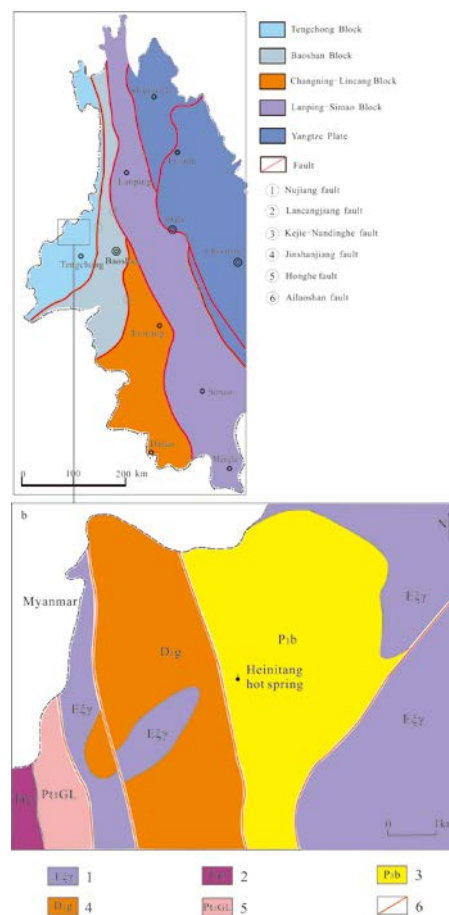 Tengchong Block
Baoshan Block
Changning-Lincang Block
Lanping-Simao Block
Yangtze Plate
Fault
① Nujiang fault
② Lancangjiang fault
③ Kejie-Nandinghe fault
④ Jinshanjiang fault
⑤ Honghe fault
⑥ Ailaoshan fault
Lanping
Baoshan
Tengchong
Lincang
Simao
0 100 200 km
b
Myanmar
Eξγ
D₁g
P₁b
Heinitang
hot spring
Eξγ
Eξγ
Eξγ
Pt₁GL
0
Eξγ 1
2
P₁b 3
D₁g 4
Pt₁GL 5
6